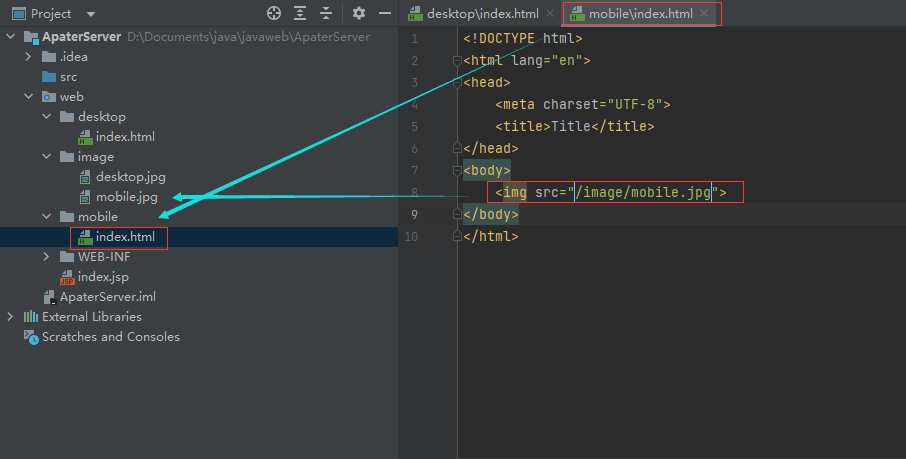 Project
ApaterServer D:\Documents\java\javaweb\ApaterServer
.idea
src
web
desktop
index.html
image
desktop.jpg
mobile.jpg
mobile
index.html
WEB-INF
index.jsp
ApaterServer.iml
External Libraries
Scratches and Consoles
desktop\index.html
mobile\index.html
1 <!DOCTYPE html>
2 <html lang="en">
3 <head>
4 <meta charset="UTF-8">
5 <title>Title</title>
6 </head>
7 <body>
8 <img src="/image/mobile.jpg">
9 </body>
10 </html>